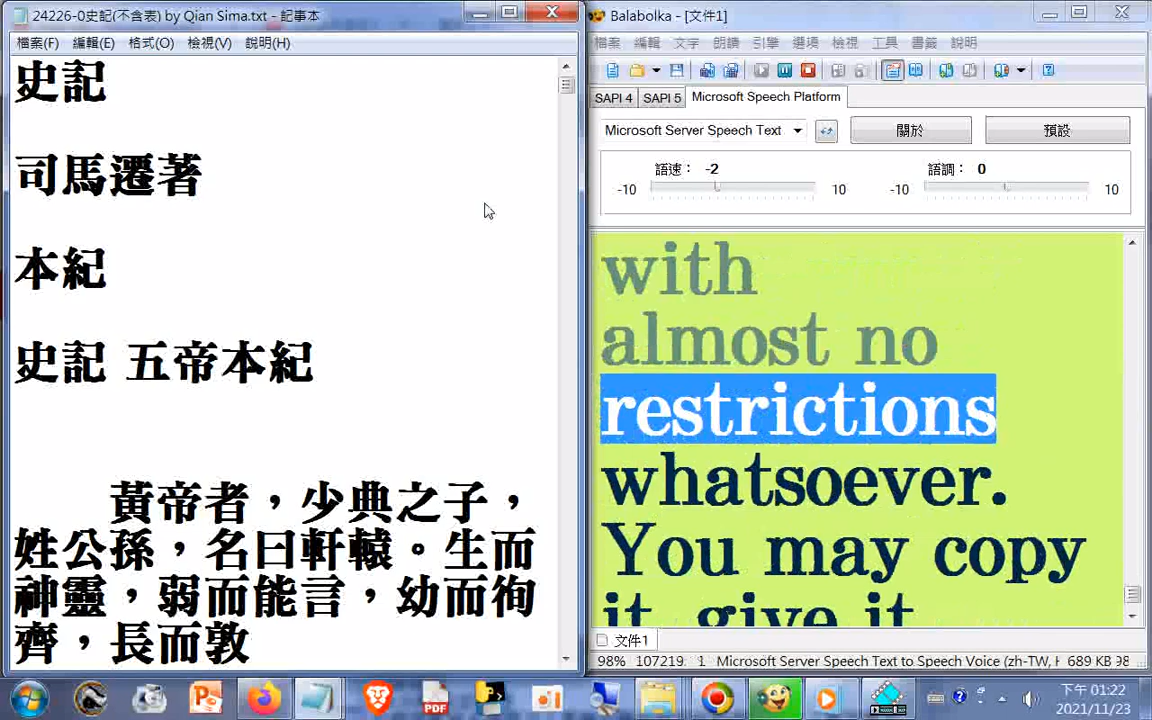 24226-0史記(不含表) by Qian Sima.txt - 記事本
檔案(F) 編輯(E) 格式(O) 檢視(V) 說明(H)
史記
司馬遷著
本紀
史記 五帝本紀
黃帝者，少典之子，
姓公孫，名曰軒轅。生而
神靈，弱而能言，幼而徇
齊，長而敦
Balabolka - [文件1]
檔案 編輯 文字 朗讀 引擎 選項 檢視 工具 書籤 說明
SAPI 4 SAPI 5 Microsoft Speech Platform
Microsoft Server Speech Text 關於 預設
語速： -2 語調： 0
-10 10 -10 10
with
almost no
restrictions
whatsoever.
You may copy
it, give it
文件1
98% 107219. 1 Microsoft Server Speech Text to Speech Voice (zh-TW, H 689 KB 98
PDF
下午 01:22
2021/11/23